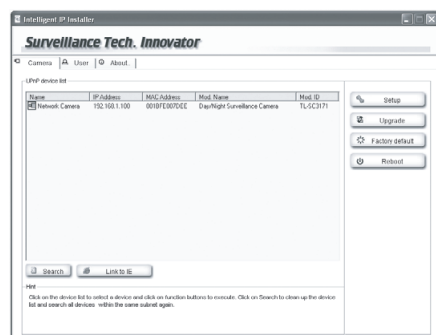 Intelligent IP Installer
Surveillance Tech. Innovator
Camera User About.
UPnP device list
Name IP Address MAC Address Mod. Name Mod. ID
Network Camera 192.168.1.100 001BFE007DEE Day/Night Surveillance Camera TL-SC3171
Setup
Upgrade
Factory default
Reboot
Search Link to IE
Hint
Click on the device list to select a device and click on function buttons to execute. Click on Search to clean up the device
list and search all devices within the same subnet again.